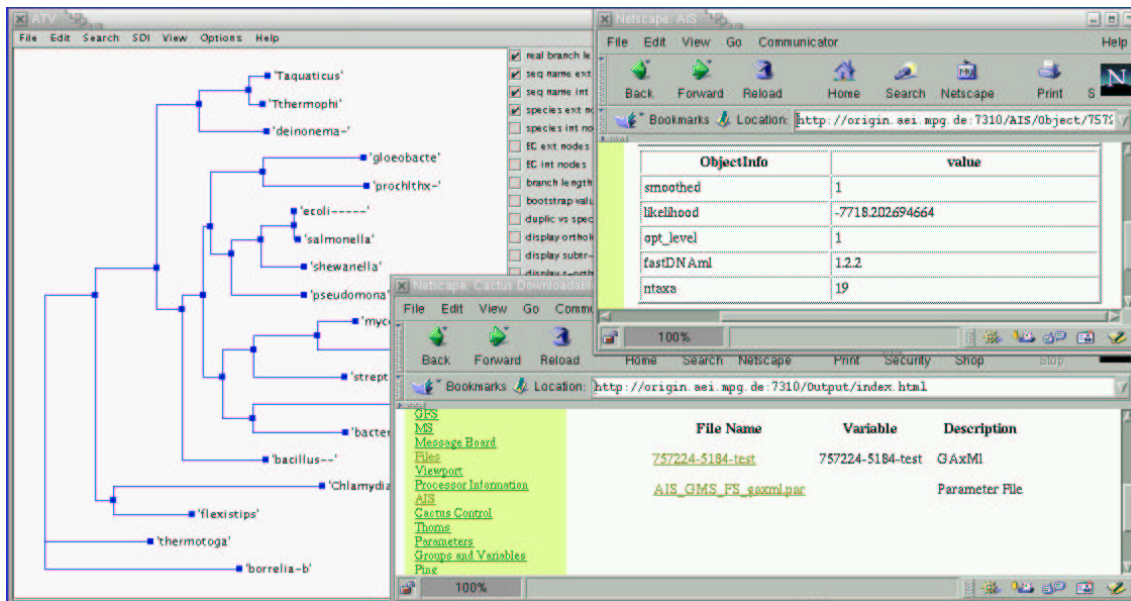 ATV
File Edit Search SDI View Options Help
'Taquaticus'
'Tthermophi'
'deinonema-'
'gloeobacte'
'prochlthx-'
'ecoli-----'
'salmonella'
'shewanella'
'pseudomona'
'myco
'strept
'bacter
'bacillus--'
'Chlamydia
'flexistips'
'thermotoga'
'borrelia-b'
real branch le
seq name ext
seq name int
species ext no
species int no
EC ext nodes
EC int nodes
branch length
bootstrap valu
duplic vs spec
display orthol
display subtr-
display s-orth
Netscape: AIS
File Edit View Go Communicator Help
Back Forward Reload Home Search Netscape Print S
N
Bookmarks Location: http://origin.aei.mpg.de:7310/AIS/Object/7572
ObjectInfo value
smoothed 1
likelihood -7718.202694664
opt_level 1
fastDNAml 1.2.2
ntaxa 19
100%
Netscape: Cactus Downloadable
File Edit View Go Commu
Back Forward Reload Home Search Netscape Print Security Shop Stop
Bookmarks Location: http://origin.aei.mpg.de:7310/Output/index.html
GFS
MS
Message Board
Files
Viewport
Processor Information
AIS
Cactus Control
Thorns
Parameters
Groups and Variables
Ping
File Name Variable Description
757224-5184-test 757224-5184-test GAxMl
AIS_GMS_FS_gaxml.par Parameter File
100%